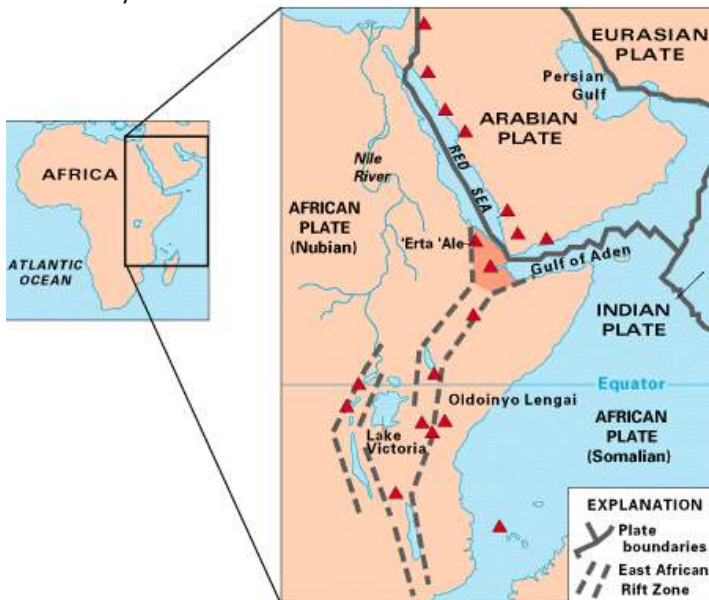 AFRICA
ATLANTIC
OCEAN
EURASIAN
PLATE
Persian
Gulf
ARABIAN
PLATE
Nile
River
RED SEA
AFRICAN
PLATE
(Nubian)
'Erta 'Ale
Gulf of Aden
INDIAN
PLATE
Equator
Oldoinyo Lengai
Lake
Victoria
AFRICAN
PLATE
(Somalian)
EXPLANATION
Plate
boundaries
East African
Rift Zone